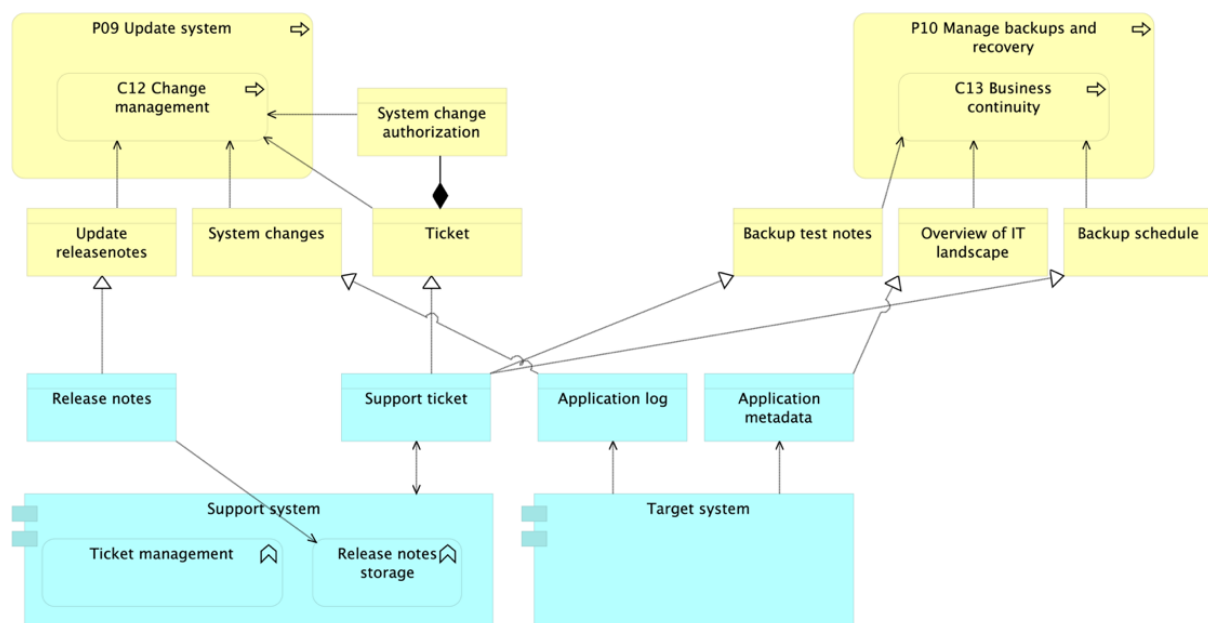 P09 Update system
P10 Manage backups and
recovery
C12 Change
management
C13 Business
continuity
System change
authorization
Update
releasenotes
System changes
Ticket
Backup test notes
Overview of IT
landscape
Backup schedule
Release notes
Support ticket
Application log
Application
metadata
Support system
Target system
Ticket management
Release notes
storage